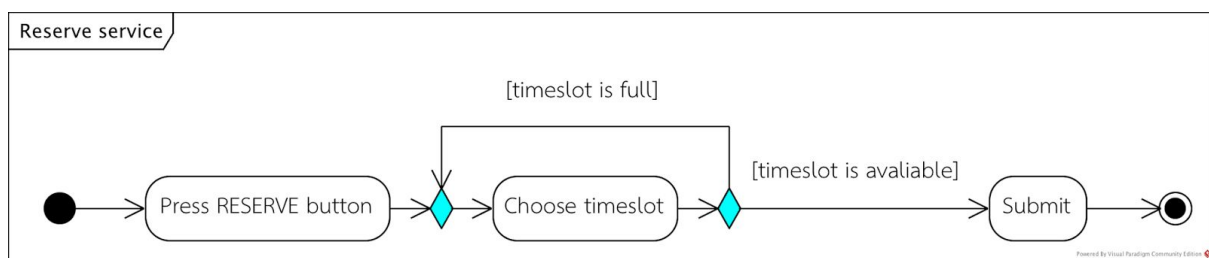 Reserve service
[timeslot is full]
[timeslot is avaliable]
Press RESERVE button
Choose timeslot
Submit
Powered By Visual Paradigm Community Edition